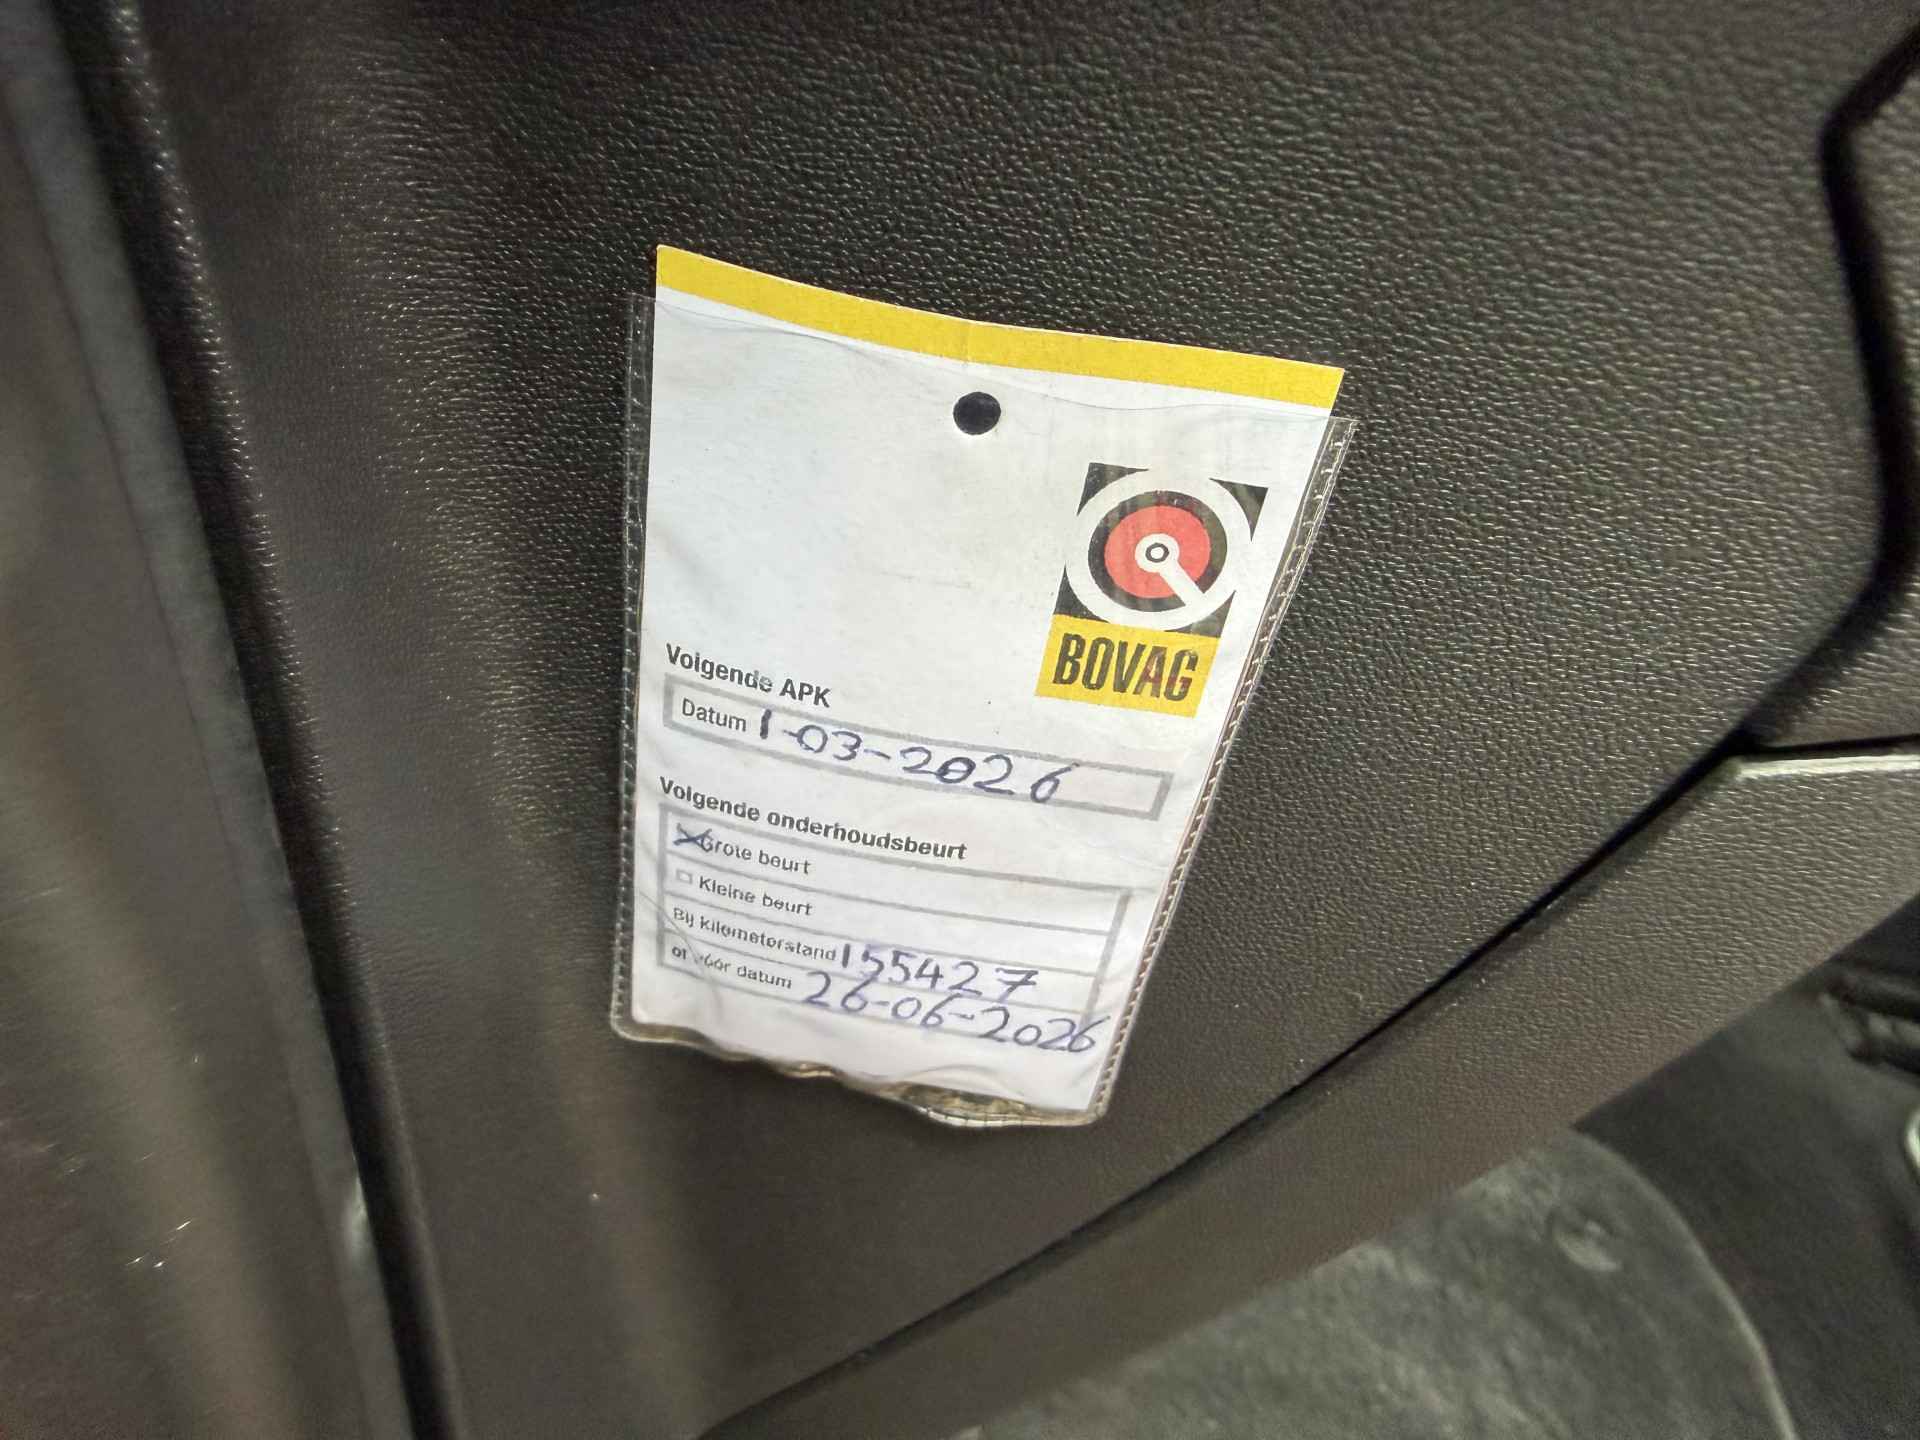 BOVAG
Volgende APK
Datum 1-03-2026
Volgende onderhoudsbeurt
Grote beurt
Kleine beurt
Bij kilometerstand 155427
of vóór datum 26-06-2026